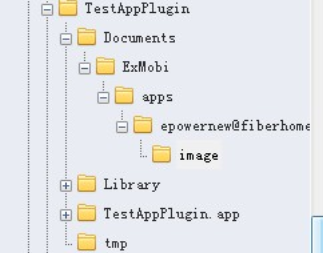 TestAppPlugin
Documents
ExMobi
apps
epowernew@fiberhome
image
Library
TestAppPlugin.app
tmp